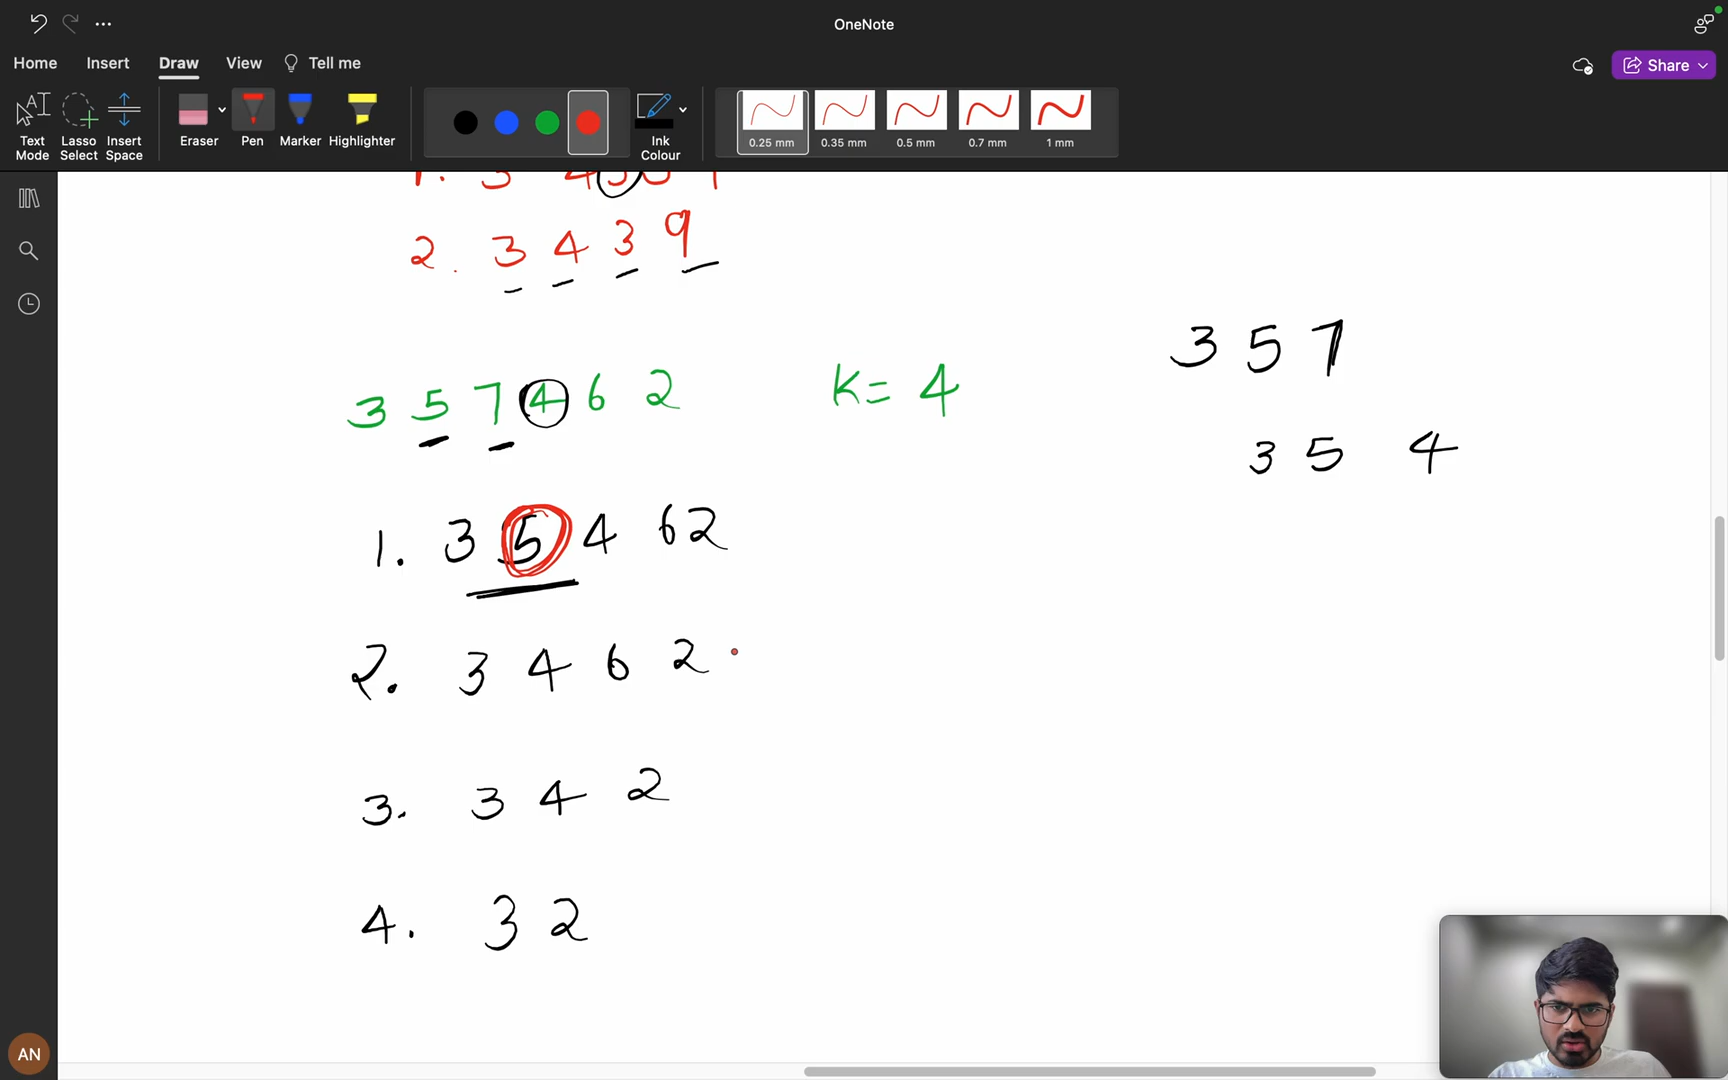 OneNote
Home Insert Draw View Tell me
Share
Text Mode
Lasso Select
Insert Space
Eraser
Pen
Marker
Highlighter
Ink Colour
0.25 mm
0.35 mm
0.5 mm
0.7 mm
1 mm
2. 3 4 3 9
3 5 7 4 6 2 K= 4
3 5 7
3 5 4
1. 3 5 4 6 2
2. 3 4 6 2
3. 3 4 2
4. 3 2
AN